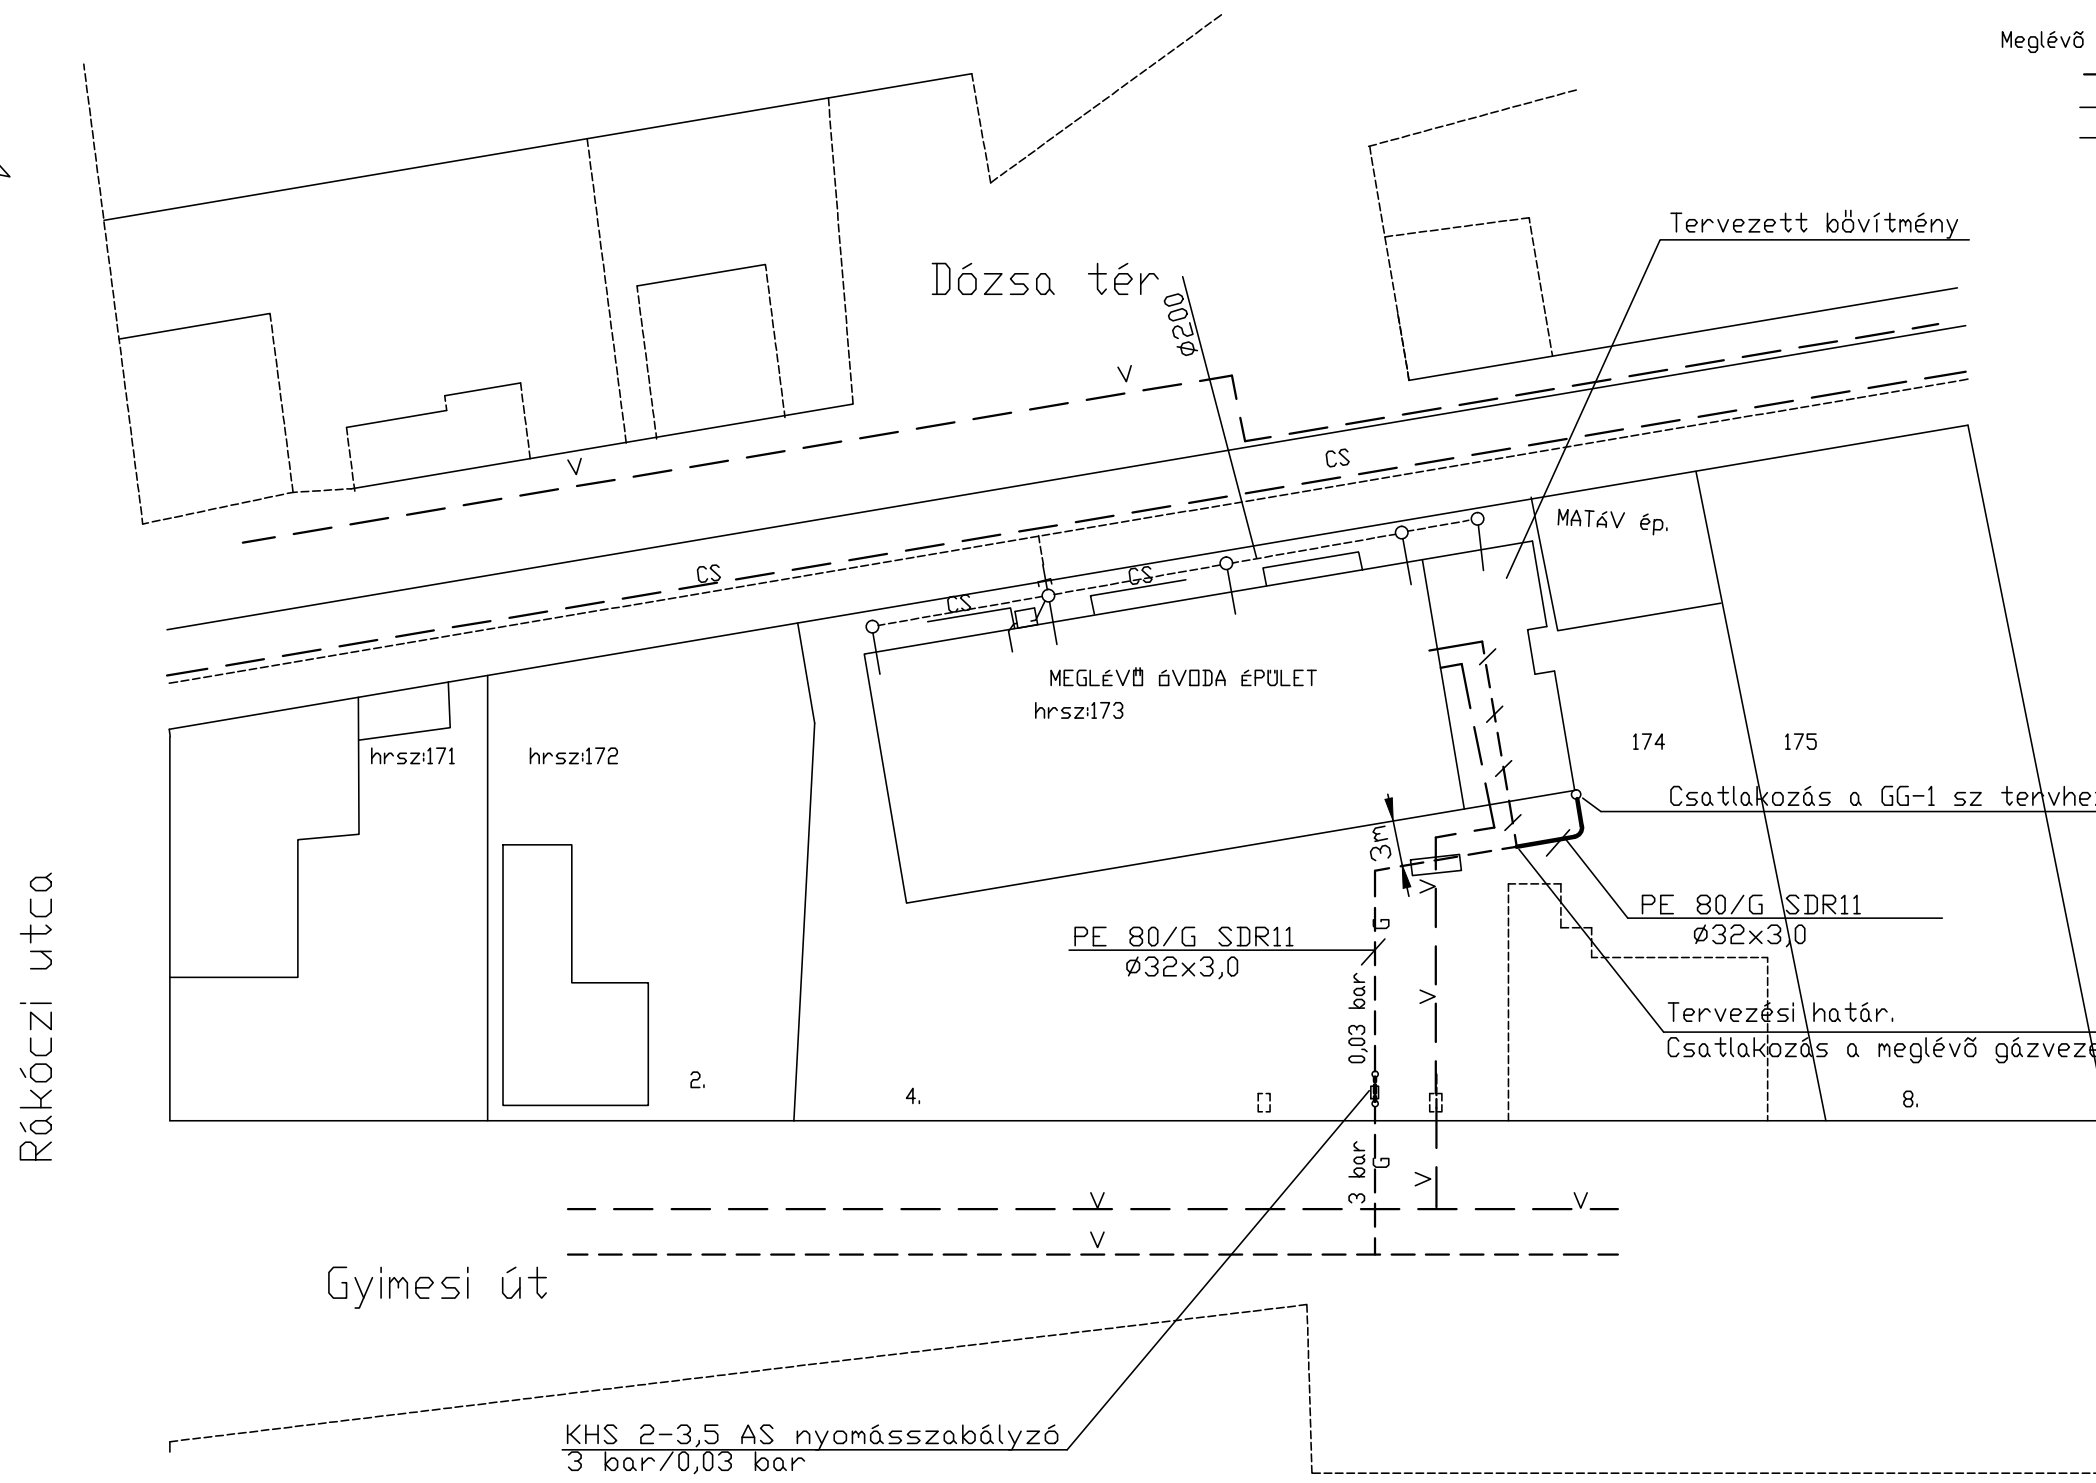 Meglévõ
Tervezett bövítmény
Dózsa tér
ø200
V
V
CS
MATÁV ép.
CS
CS
GS
MEGLÉVŐ ÓVODA ÉPÜLET
hrsz:173
hrsz:171
hrsz:172
174
175
Csatlakozás a GG-1 sz tervhez
3m
Rákóczi utca
V
PE 80/G SDR11
ø32x3,0
G
PE 80/G SDR11
ø32x3,0
0,03 bar
V
Tervezési határ.
Csatlakozás a meglévõ gázveze
2.
4.
8.
3 bar
G
V
V
V
V
Gyimesi út
KHS 2-3,5 AS nyomásszabályzó
3 bar/0,03 bar